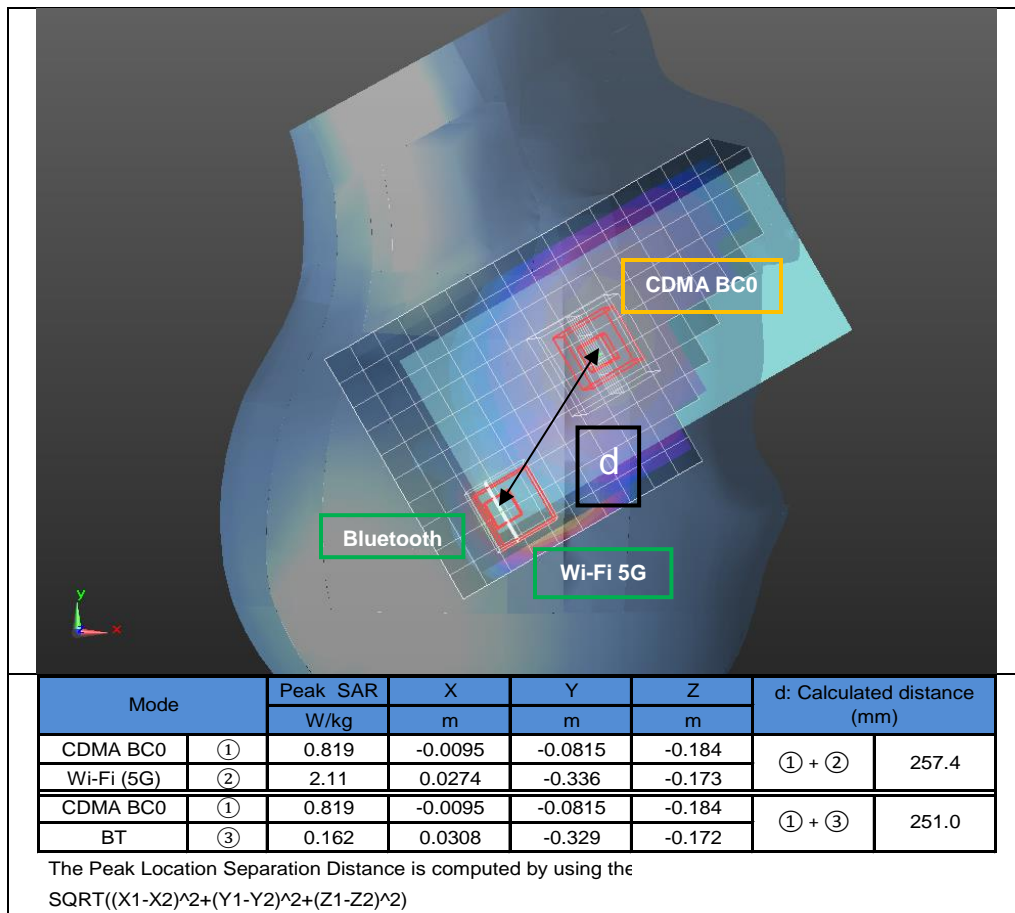 CDMA BC0
d
Bluetooth
Wi-Fi 5G
y
x
Mode Peak SAR X Y Z d: Calculated distance (mm)
W/kg m m m
CDMA BC0 ① 0.819 -0.0095 -0.0815 -0.184 ① + ② 257.4
Wi-Fi (5G) ② 2.11 0.0274 -0.336 -0.173
CDMA BC0 ① 0.819 -0.0095 -0.0815 -0.184 ① + ③ 251.0
BT ③ 0.162 0.0308 -0.329 -0.172
The Peak Location Separation Distance is computed by using the
SQRT((X1-X2)^2+(Y1-Y2)^2+(Z1-Z2)^2)